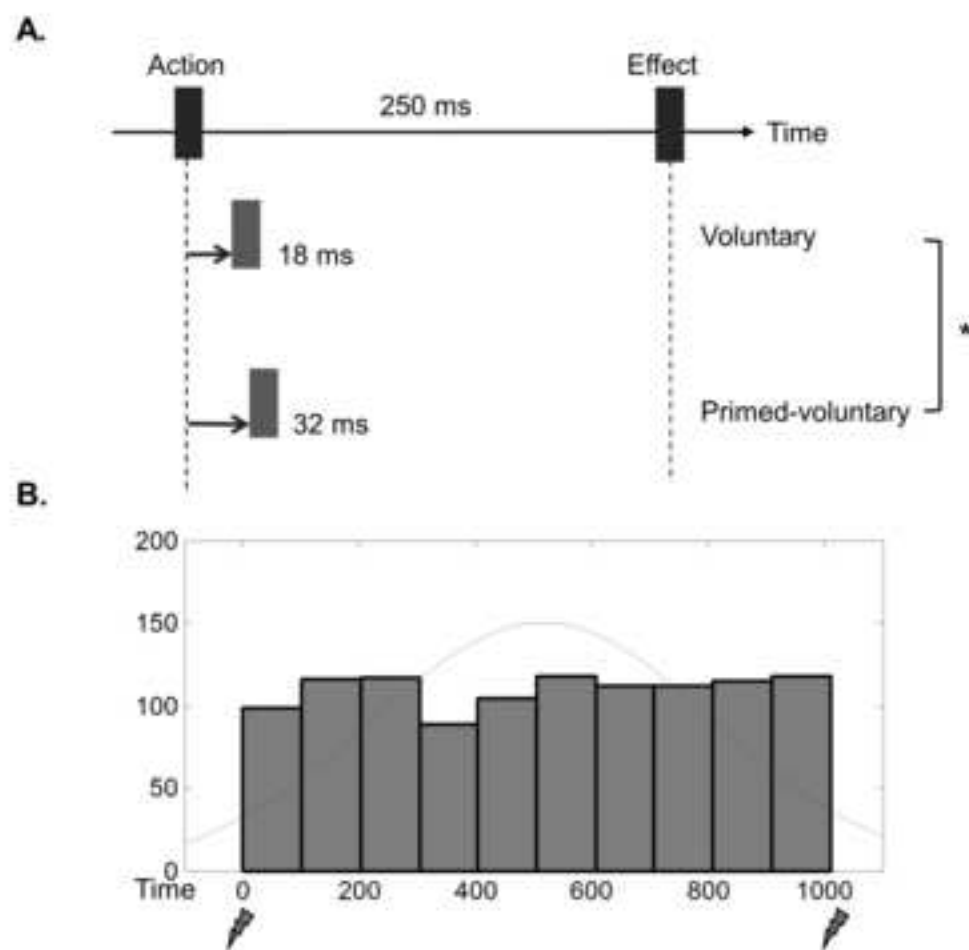 A.
Action
Effect
250 ms
Time
18 ms
Voluntary
*
32 ms
Primed-voluntary
B.
200
150
100
50
0
Time 0 200 400 600 800 1000